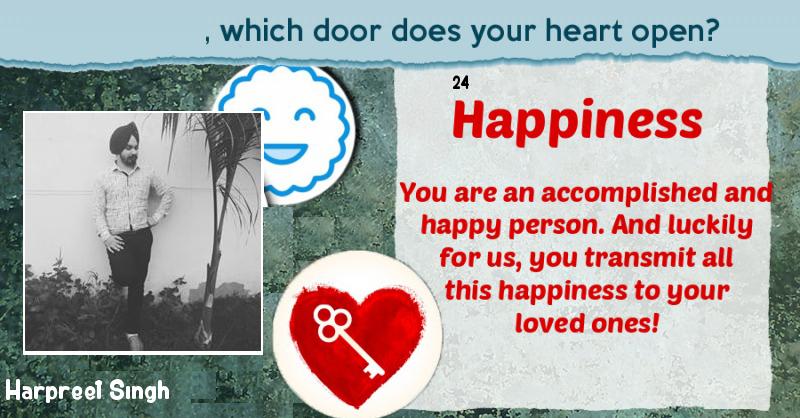 , which door does your heart open?
24
Happiness
You are an accomplished and
happy person. And luckily
for us, you transmit all
this happiness to your
loved ones!
Harpreet Singh